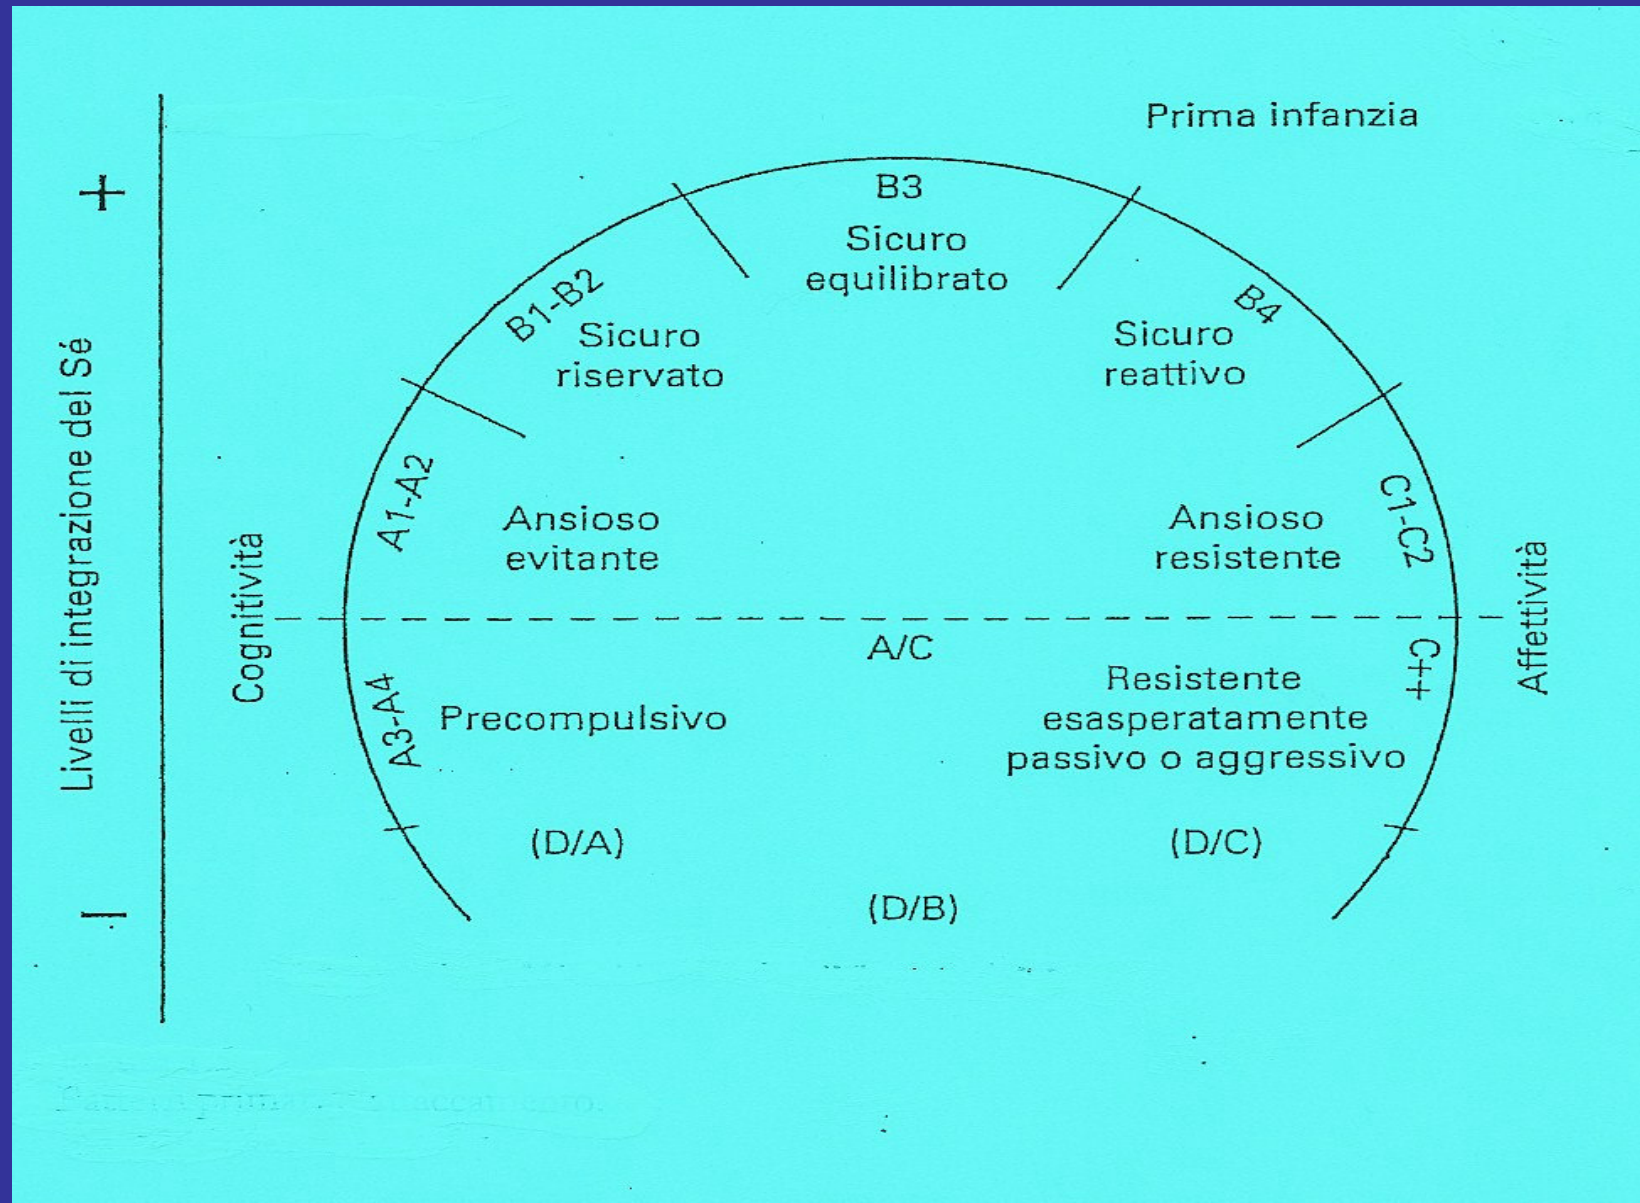 Prima infanzia
+
B3
Sicuro
equilibrato
B1-B2
Sicuro
riservato
B4
Sicuro
reattivo
Livelli di integrazione del Sé
A1-A2
Ansioso
evitante
C1-C2
Ansioso
resistente
Cognitività
Affettività
A/C
A3-A4
Precompulsivo
C++
Resistente
esasperatamente
passivo o aggressivo
(D/A)
(D/C)
(D/B)
–